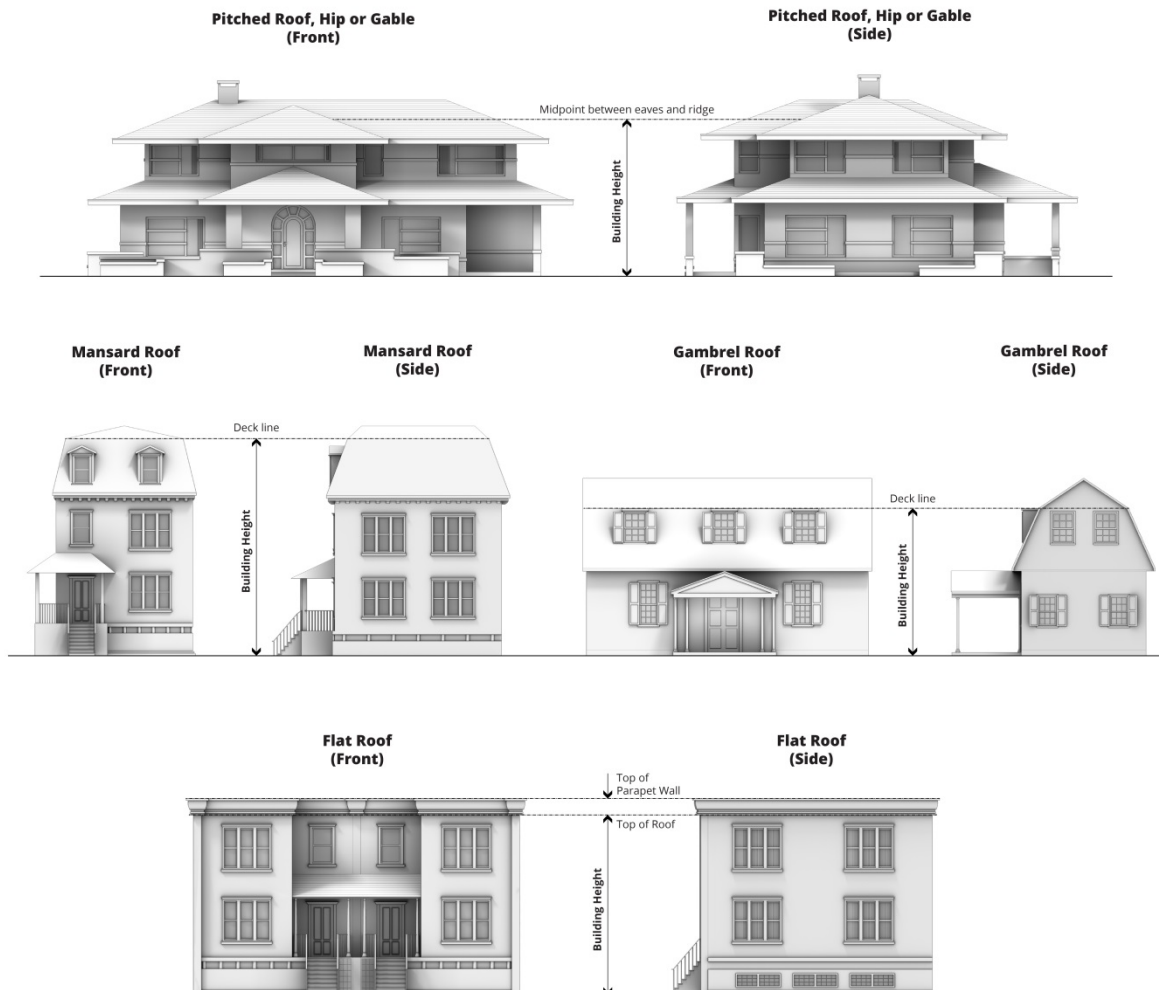 Pitched Roof, Hip or Gable
(Front)
Pitched Roof, Hip or Gable
(Side)
Midpoint between eaves and ridge
Building Height
Mansard Roof
(Front)
Mansard Roof
(Side)
Gambrel Roof
(Front)
Gambrel Roof
(Side)
Deck line
Building Height
Deck line
Building Height
Flat Roof
(Front)
Flat Roof
(Side)
Top of
Parapet Wall
Top of Roof
Building Height